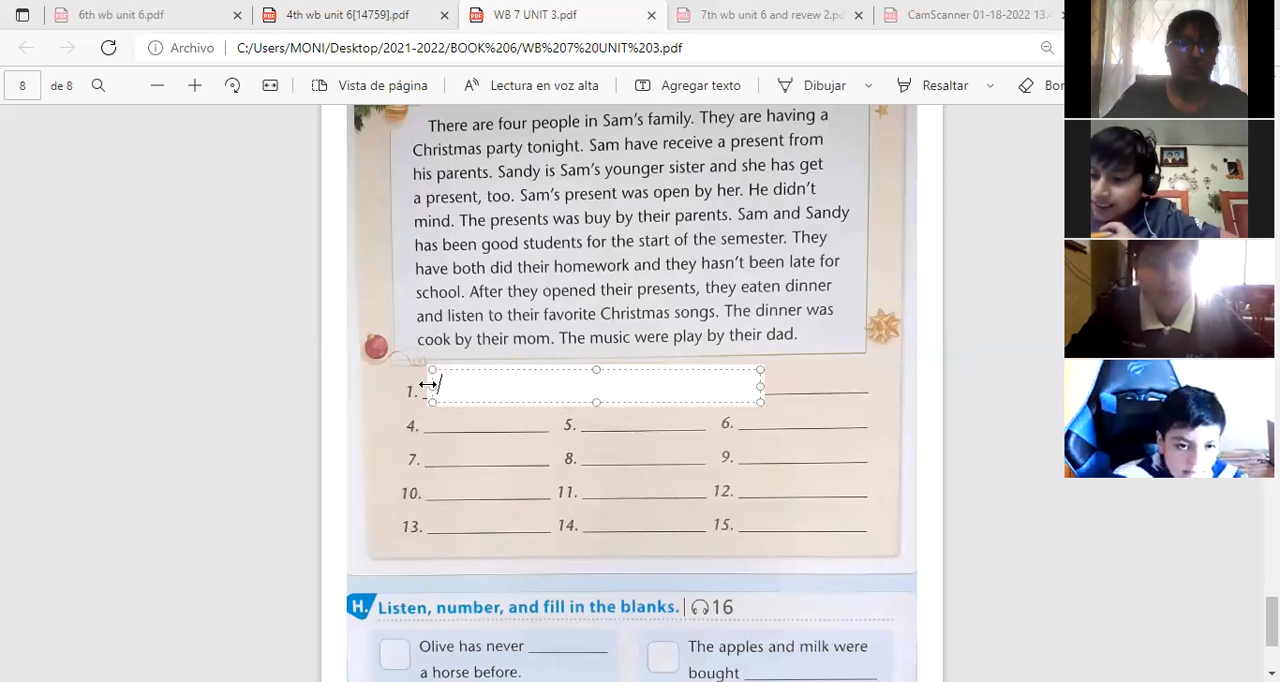 6th wb unit 6.pdf
4th wb unit 6[14759].pdf
WB 7 UNIT 3.pdf
7th wb unit 6 and revew 2.pd
CamScanner 01-18-2022 13.4
Archivo
C:/Users/MONI/Desktop/2021-2022/BOOK%206/WB%207%20UNIT%203.pdf
8 de 8
Vista de página
Lectura en voz alta
Agregar texto
Dibujar
Resaltar
Bor
There are four people in Sam's family. They are having a
Christmas party tonight. Sam have receive a present from
his parents. Sandy is Sam's younger sister and she has get
a present, too. Sam's present was open by her. He didn't
mind. The presents was buy by their parents. Sam and Sandy
has been good students for the start of the semester. They
have both did their homework and they hasn't been late for
school. After they opened their presents, they eaten dinner
and listen to their favorite Christmas songs. The dinner was
cook by their mom. The music were play by their dad.
1.
4. 5. 6.
7. 8. 9.
10. 11. 12.
13. 14. 15.
H. Listen, number, and fill in the blanks. 16
Olive has never
a horse before.
The apples and milk were
bought